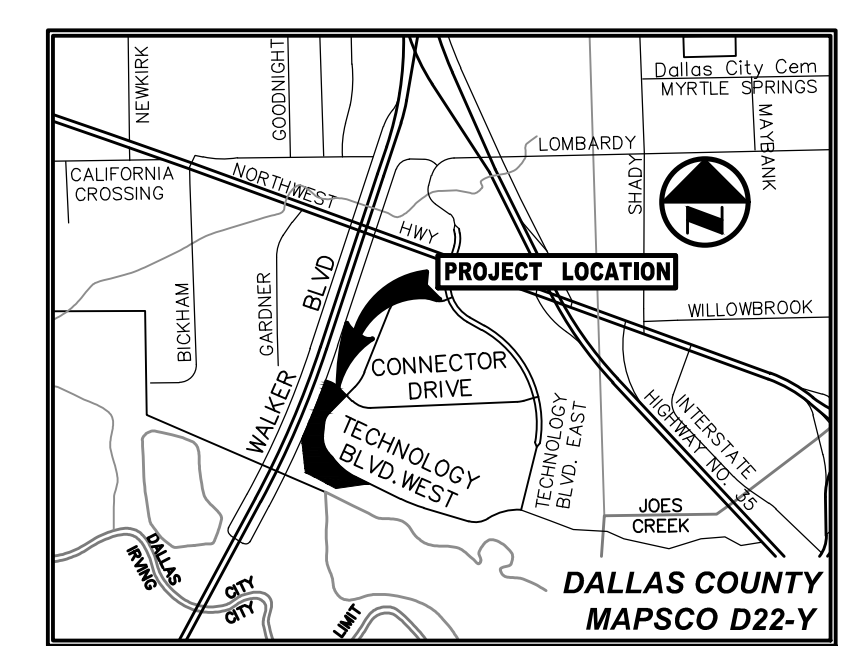 NEWKIRK
GOODNIGHT
Dallas City Cem
MYRTLE SPRINGS
MAYBANK
LOMBARDY
SHADY
CALIFORNIA
CROSSING
NORTHWEST
HWY
N
PROJECT LOCATION
WILLOWBROOK
BICKHAM
GARDNER
WALKER
BLVD
CONNECTOR
DRIVE
TECHNOLOGY
BLVD. WEST
TECHNOLOGY
BLVD. EAST
INTERSTATE
HIGHWAY NO. 35
JOES
CREEK
DALLAS
IRVING
CITY
CITY
LIMIT
DALLAS COUNTY
MAPSCO D22-Y